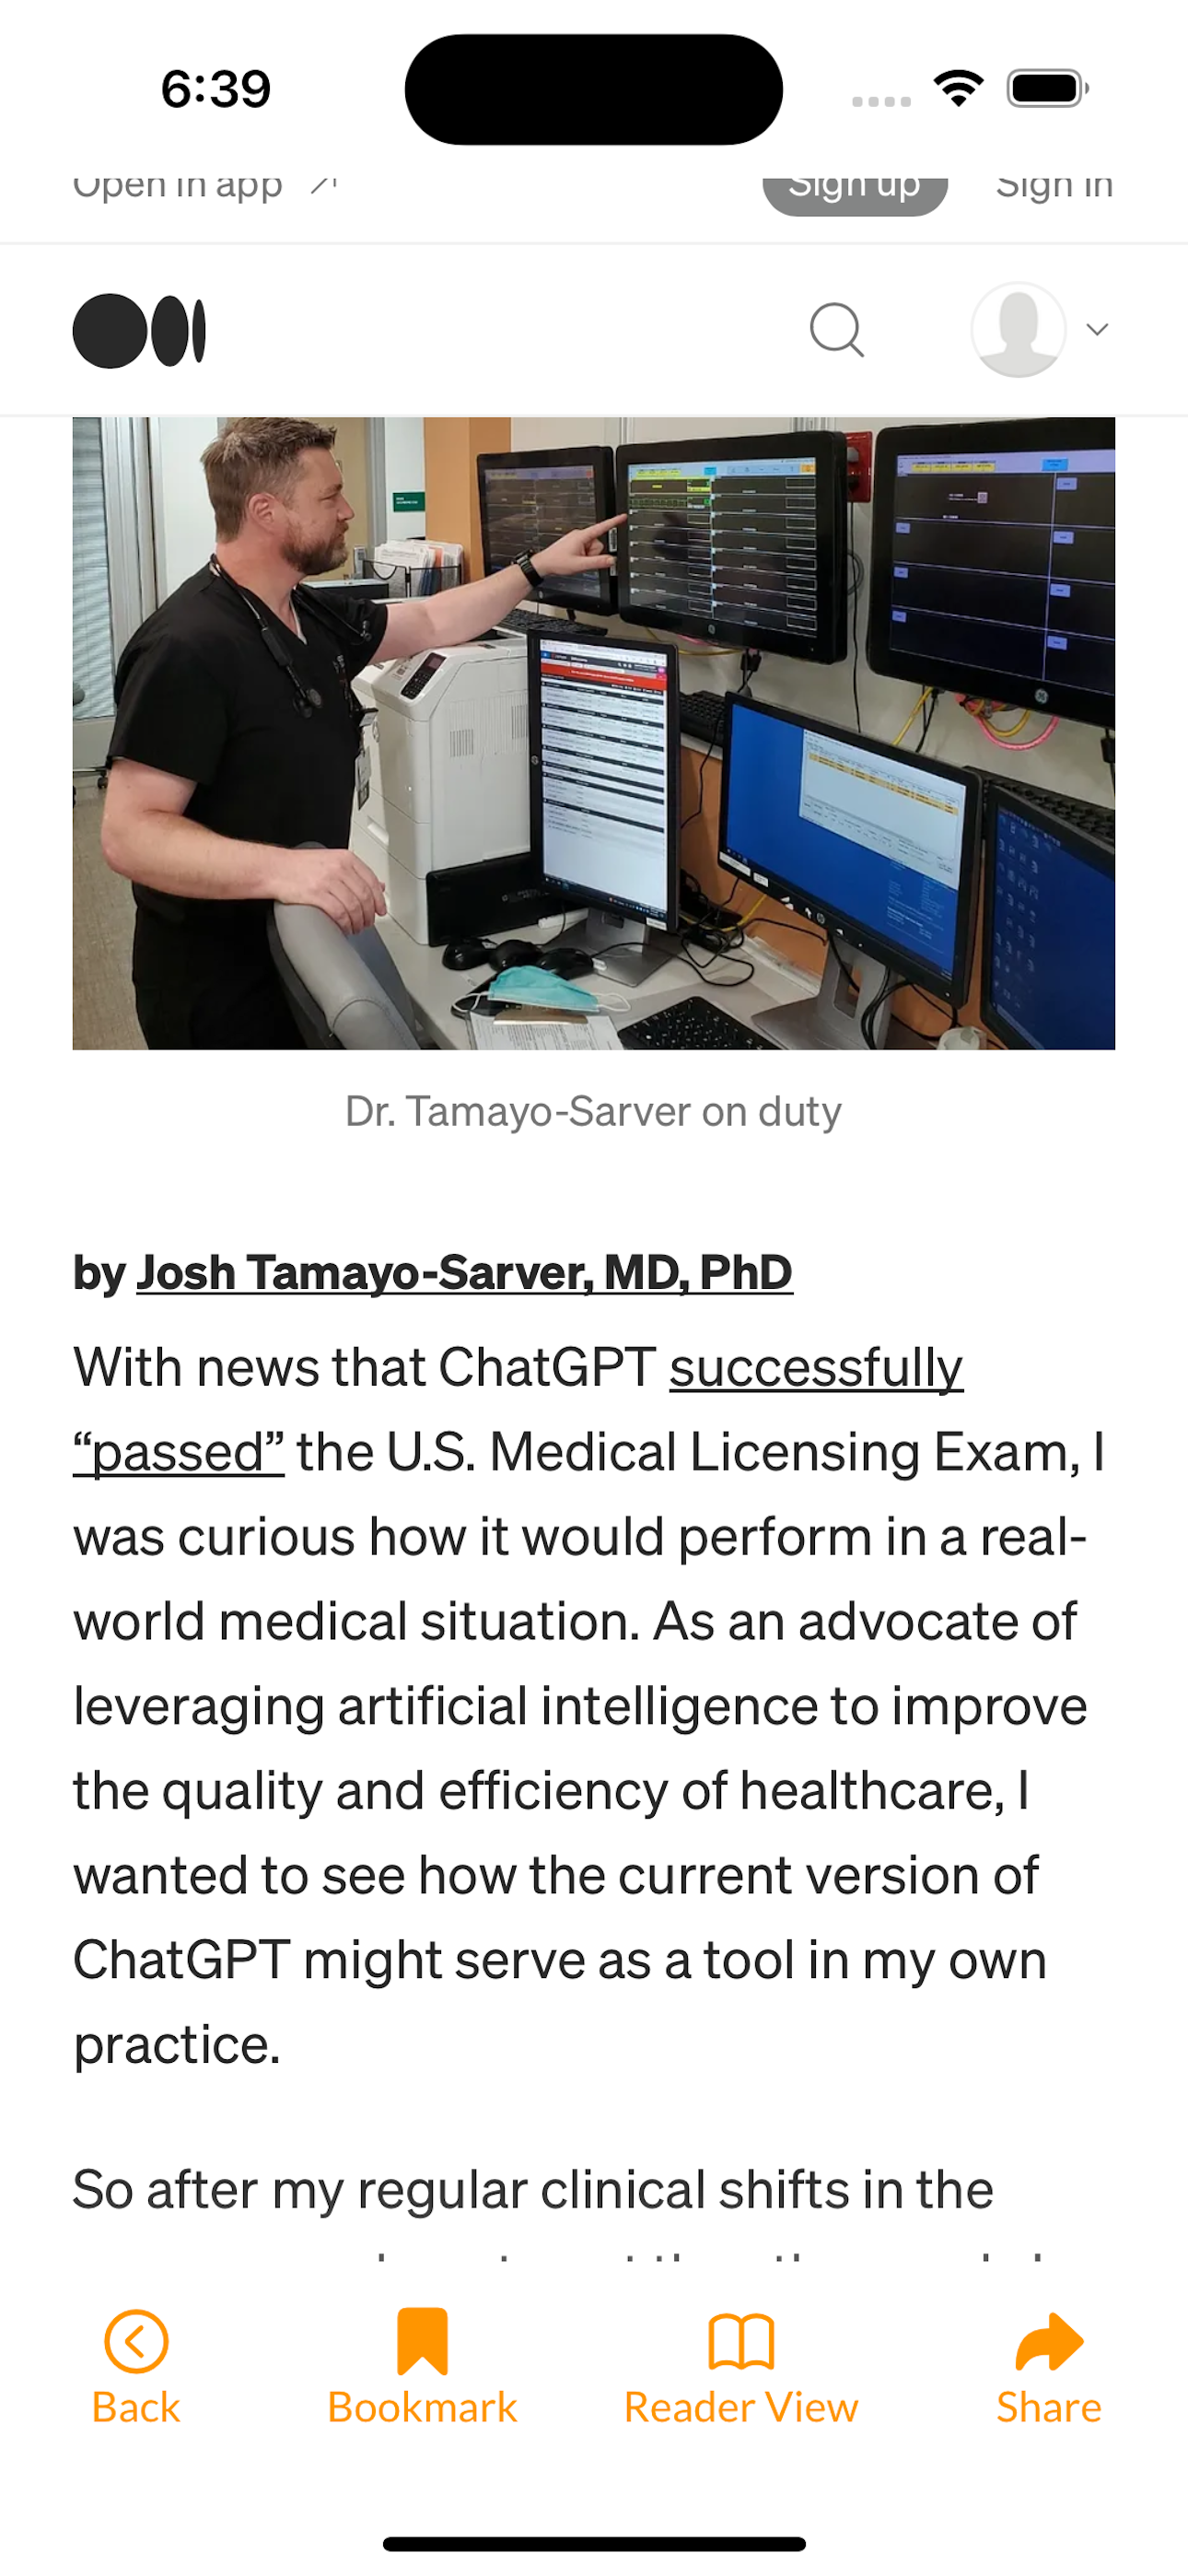 6:39
Open in app
Sign up
Sign in
Dr. Tamayo-Sarver on duty
by Josh Tamayo-Sarver, MD, PhD
With news that ChatGPT successfully
“passed” the U.S. Medical Licensing Exam, I
was curious how it would perform in a real-
world medical situation. As an advocate of
leveraging artificial intelligence to improve
the quality and efficiency of healthcare, I
wanted to see how the current version of
ChatGPT might serve as a tool in my own
practice.
So after my regular clinical shifts in the
Back
Bookmark
Reader View
Share